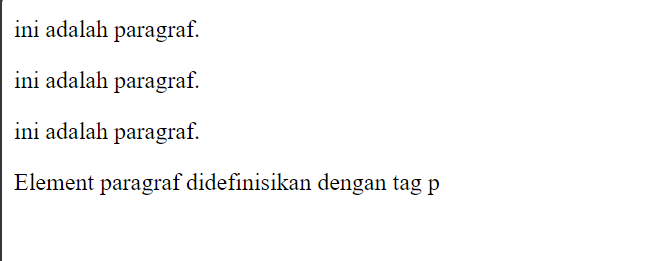 ini adalah paragraf.
ini adalah paragraf.
ini adalah paragraf.
Element paragraf didefinisikan dengan tag p